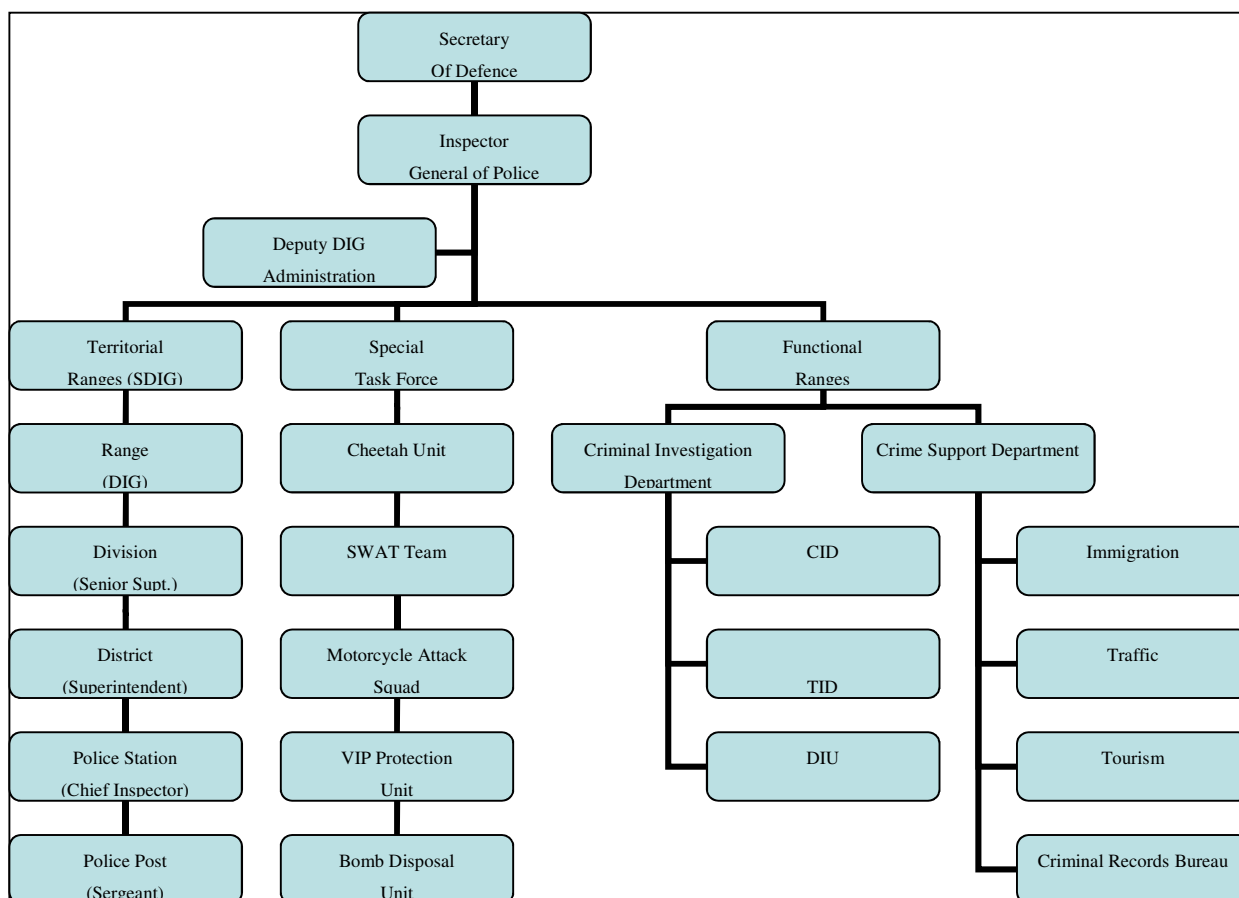 Secretary
Of Defence
Inspector
General of Police
Deputy DIG
Administration
Territorial
Ranges (SDIG)
Special
Task Force
Functional
Ranges
Range
(DIG)
Cheetah Unit
Criminal Investigation
Department
Crime Support Department
Division
(Senior Supt.)
SWAT Team
CID
Immigration
District
(Superintendent)
Motorcycle Attack
Squad
TID
Traffic
Police Station
(Chief Inspector)
VIP Protection
Unit
DIU
Tourism
Police Post
(Sergeant)
Bomb Disposal
Unit
Criminal Records Bureau